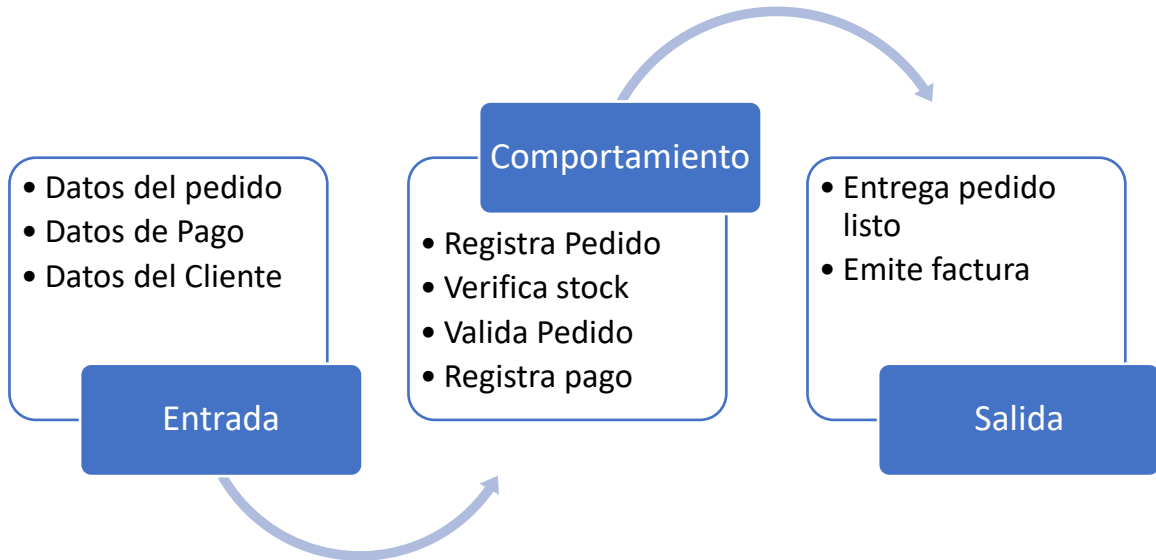 • Datos del pedido
• Datos de Pago
• Datos del Cliente
Entrada
Comportamiento
• Registra Pedido
• Verifica stock
• Valida Pedido
• Registra pago
• Entrega pedido
listo
• Emite factura
Salida